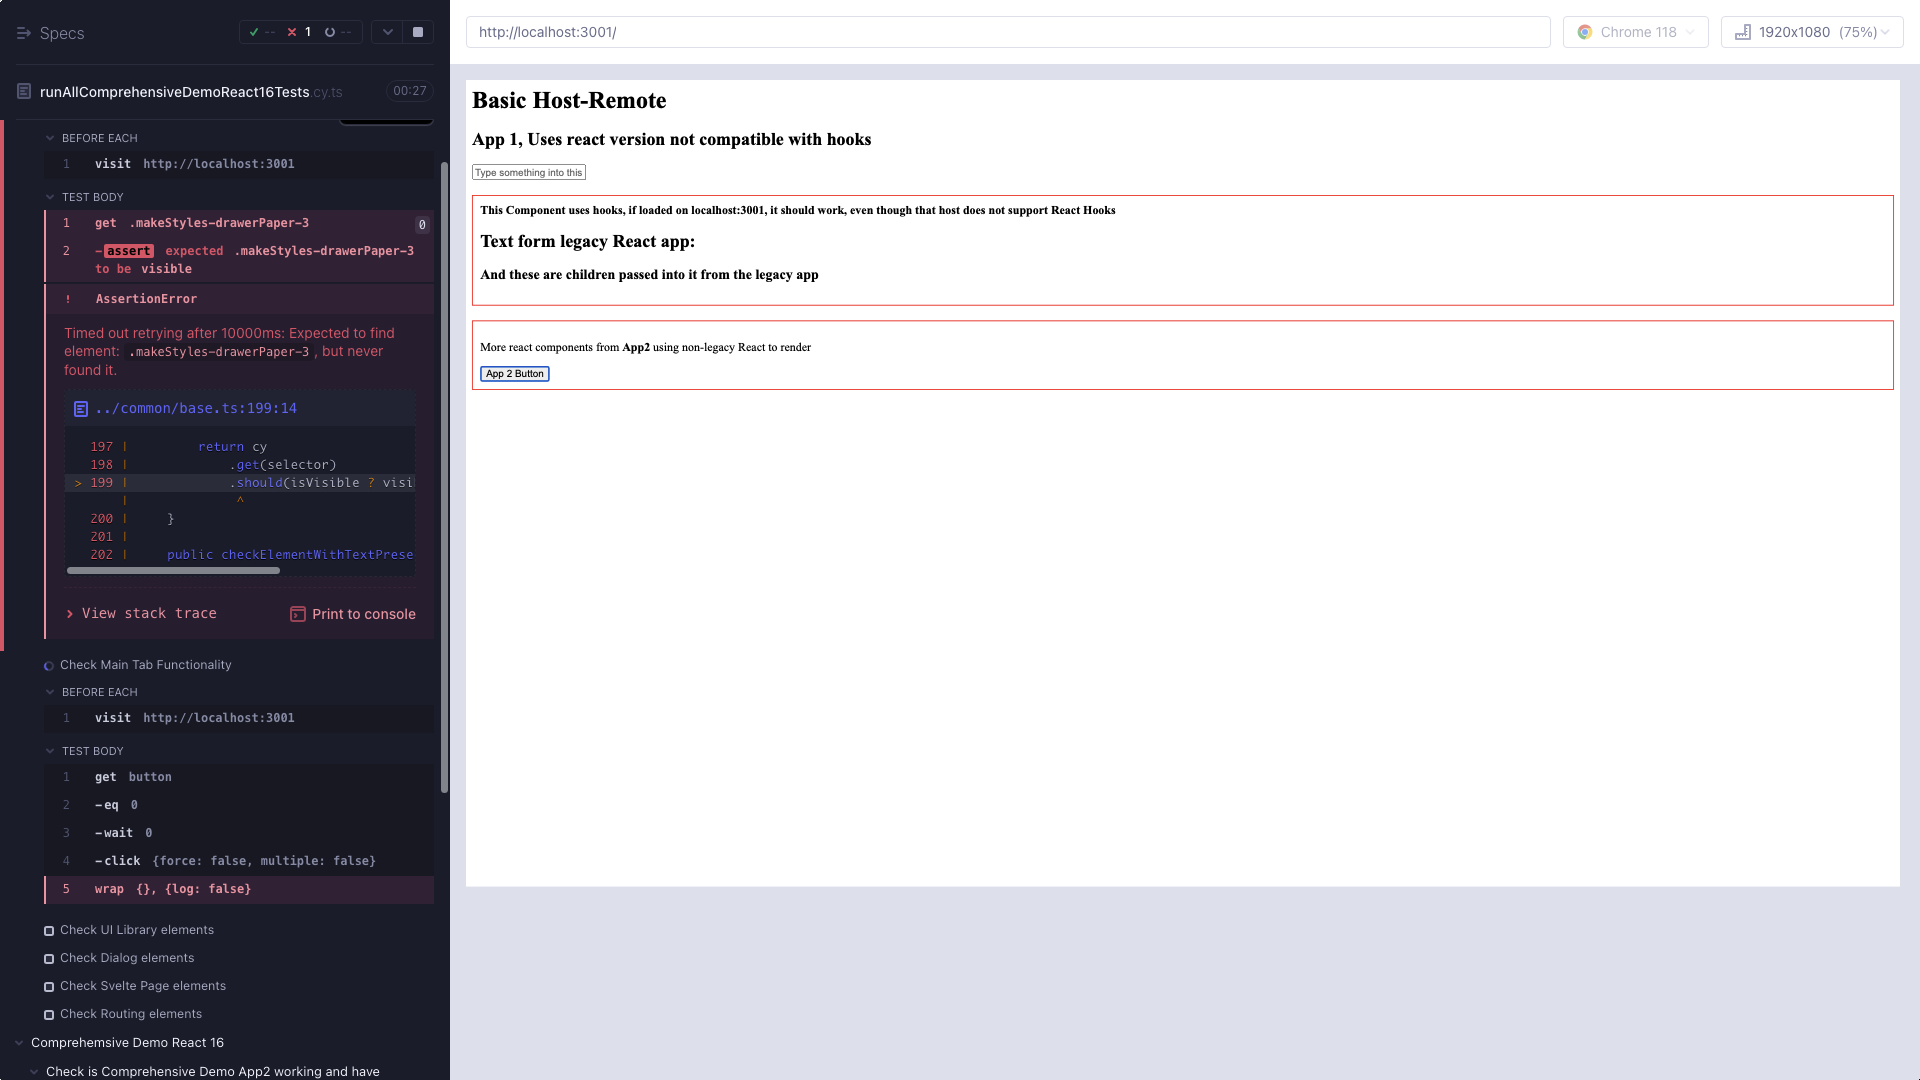 Specs
-- 1 --
runAllComprehensiveDemoReact16Tests.cy.ts 00:27
BEFORE EACH
1 visit http://localhost:3001
TEST BODY
1 get .makeStyles-drawerPaper-3 0
2 -assert expected .makeStyles-drawerPaper-3
to be visible
! AssertionError
Timed out retrying after 10000ms: Expected to find
element: .makeStyles-drawerPaper-3, but never
found it.
../common/base.ts:199:14
197 | return cy
198 | .get(selector)
> 199 | .should(isVisible ? visi
| ^
200 | }
201 |
202 | public checkElementWithTextPrese
View stack trace Print to console
Check Main Tab Functionality
BEFORE EACH
1 visit http://localhost:3001
TEST BODY
1 get button
2 -eq 0
3 -wait 0
4 -click {force: false, multiple: false}
5 wrap {}, {log: false}
Check UI Library elements
Check Dialog elements
Check Svelte Page elements
Check Routing elements
Comprehemsive Demo React 16
Check is Comprehensive Demo App2 working and have
http://localhost:3001/
Chrome 118
1920x1080 (75%)
Basic Host-Remote
App 1, Uses react version not compatible with hooks
Type something into this
This Component uses hooks, if loaded on localhost:3001, it should work, even though that host does not support React Hooks
Text form legacy React app:
And these are children passed into it from the legacy app
More react components from App2 using non-legacy React to render
App 2 Button